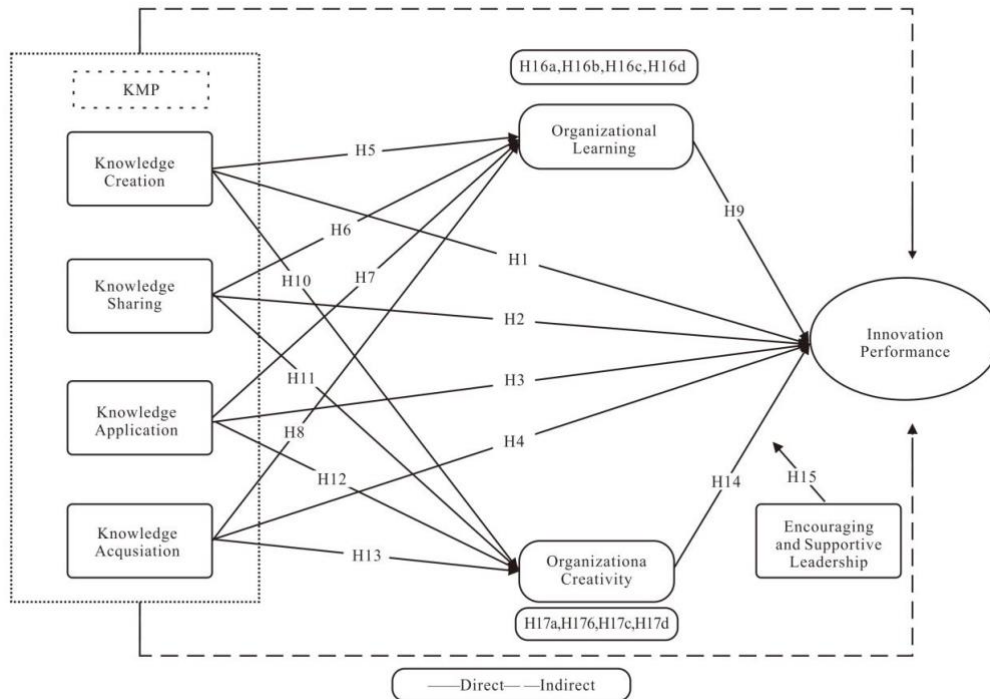 H16a,H16b,H16c,H16d
KMP
Knowledge
Creation
Organizational
Learning
H5
H9
H6
H7
H1
H10
Knowledge
Sharing
H2
Innovation
Performance
H11
H3
Knowledge
Application
H8
H4
H12
H14
H15
Knowledge
Acqusiation
H13
Organizationa
Creativity
Encouraging
and Supportive
Leadership
H17a,H176,H17c,H17d
——Direct— —Indirect